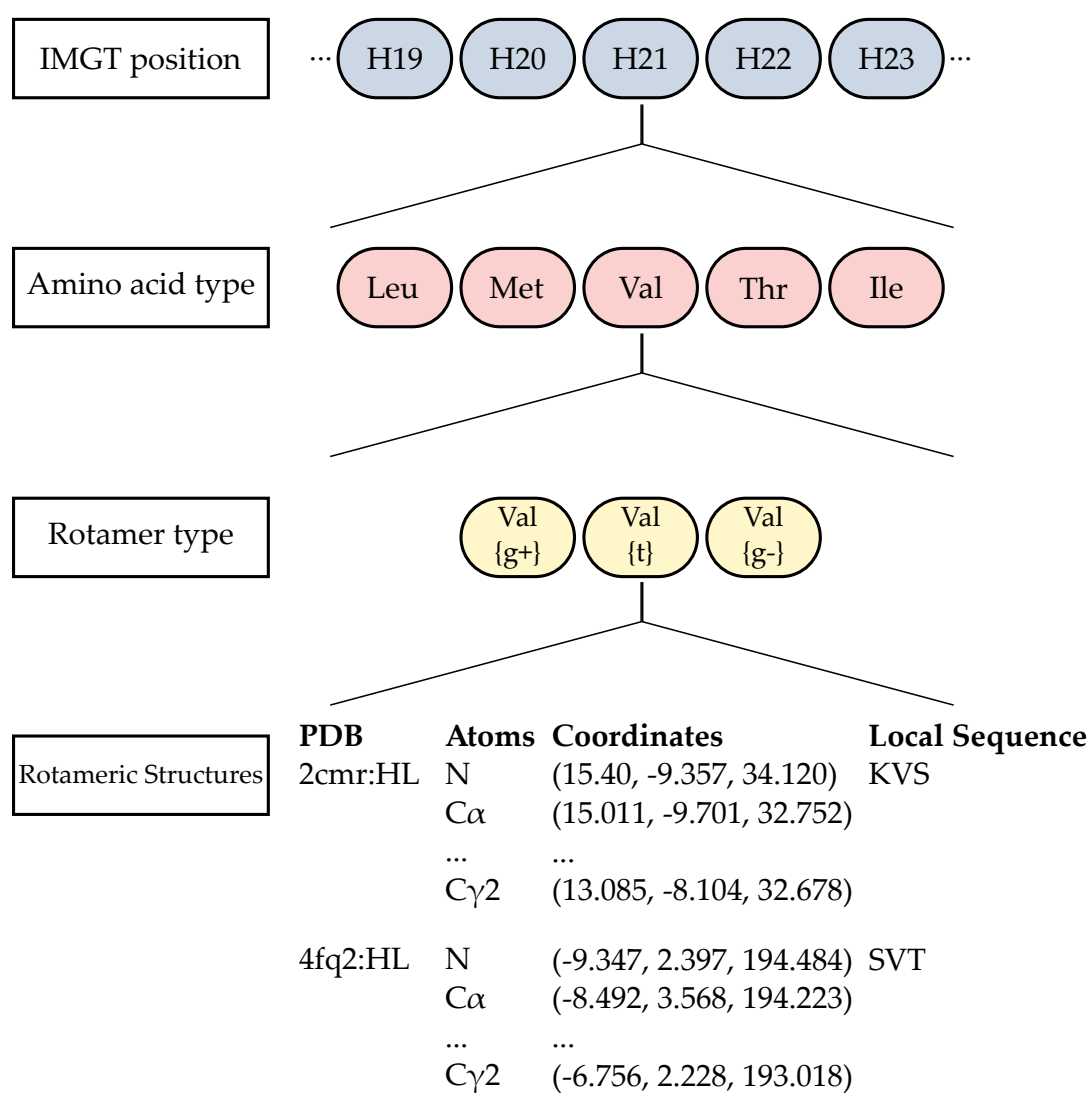 IMGT position
... H19 H20 H21 H22 H23 ...
Amino acid type
Leu Met Val Thr Ile
Rotamer type
Val Val Val
{g+} {t} {g-}
Rotameric Structures
PDB Atoms Coordinates Local Sequence
2cmr:HL N (15.40, -9.357, 34.120) KVS
Cα (15.011, -9.701, 32.752)
... ...
Cγ2 (13.085, -8.104, 32.678)
4fq2:HL N (-9.347, 2.397, 194.484) SVT
Cα (-8.492, 3.568, 194.223)
... ...
Cγ2 (-6.756, 2.228, 193.018)